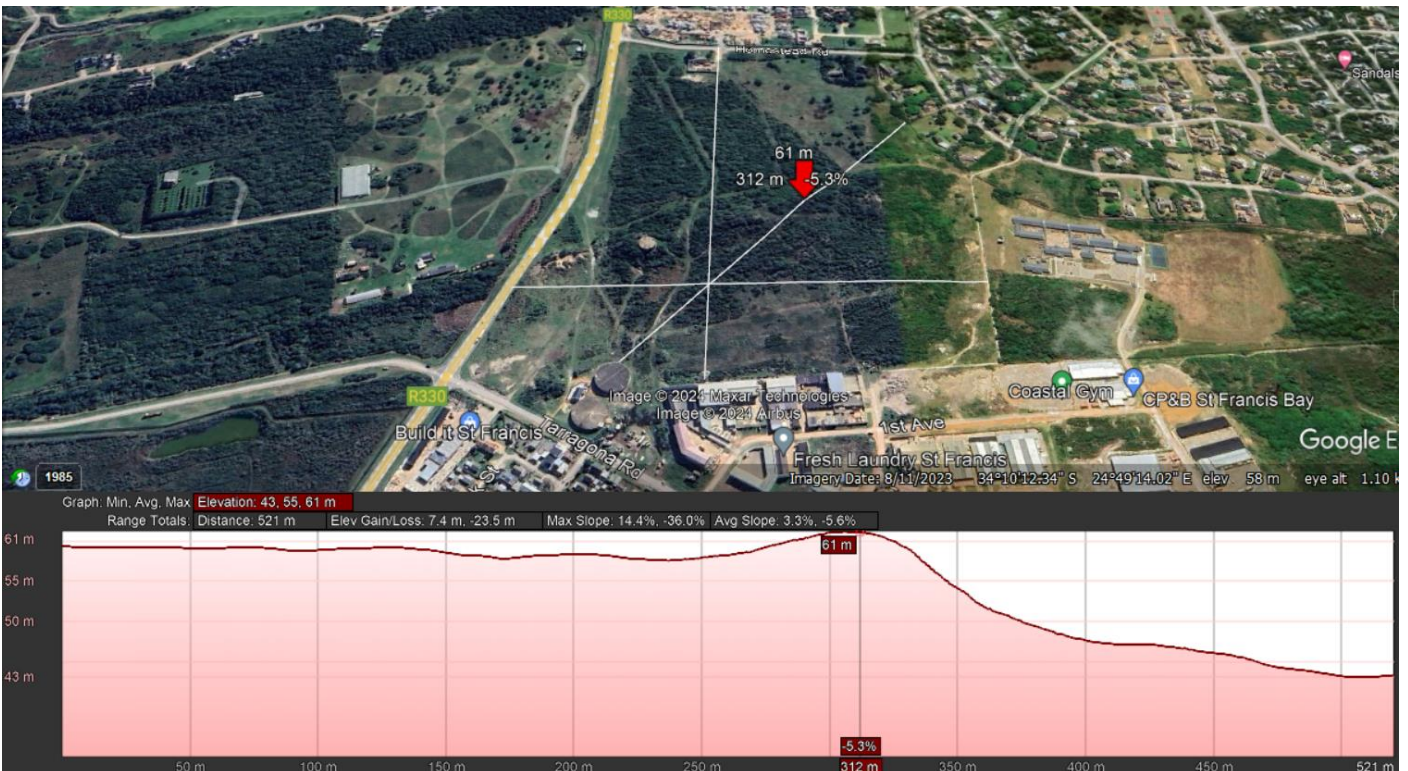 R330
Homestead Rd
Sandals
61 m
312 m -5.3%
R330
Build it St Francis
Tarragona Rd
Image © 2024 Maxar Technologies
Image © 2024 Airbus
1st Ave
Coastal Gym
CP&B St Francis Bay
Fresh Laundry St Francis
Google E
1985
Imagery Date: 8/11/2023 34°10'12.34" S 24°49'14.02" E elev 58 m eye alt 1.10 k
Graph: Min, Avg, Max Elevation: 43, 55, 61 m
Range Totals: Distance: 521 m Elev Gain/Loss: 7.4 m, -23.5 m Max Slope: 14.4%, -36.0% Avg Slope: 3.3%, -5.6%
61 m
61 m
55 m
50 m
43 m
-5.3%
50 m 100 m 150 m 200 m 250 m 312 m 350 m 400 m 450 m 521 m